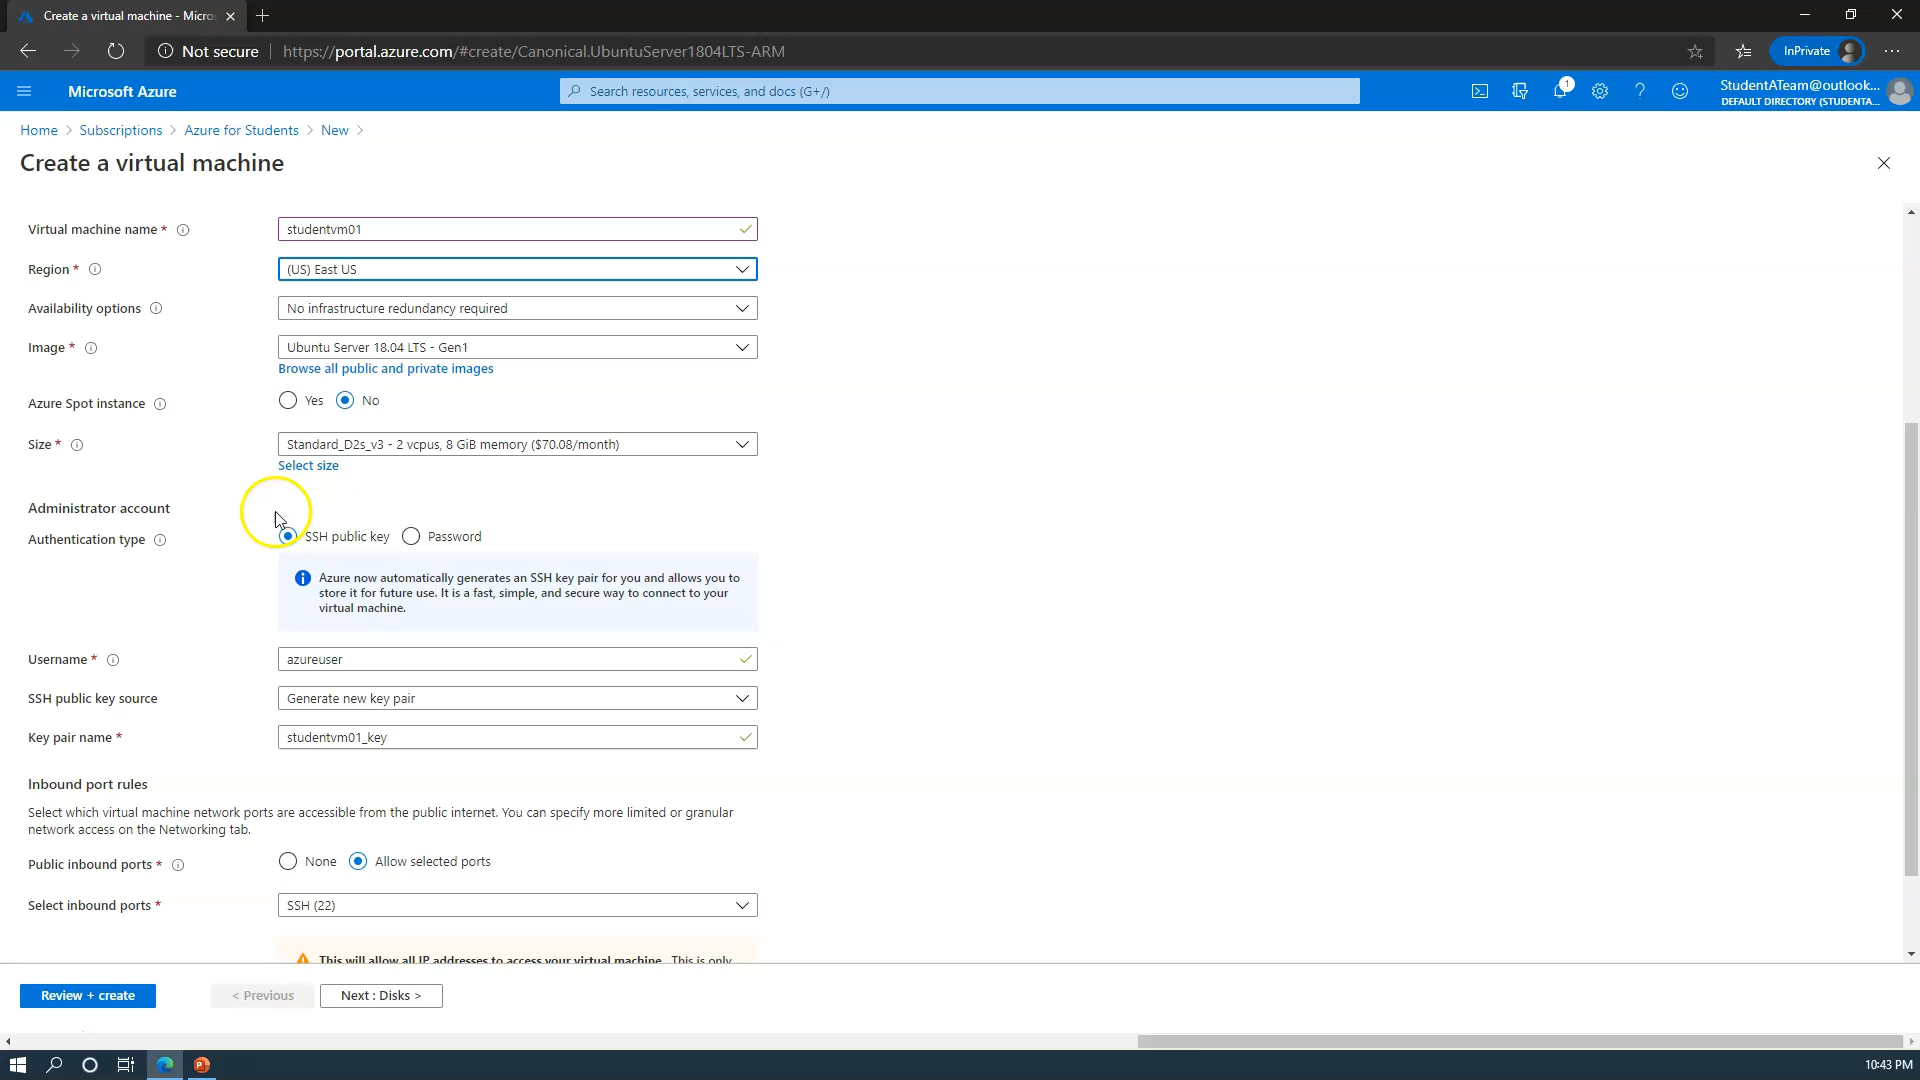 Create a virtual machine - Micro
Not secure
https://portal.azure.com/#create/Canonical.UbuntuServer1804LTS-ARM
InPrivate
Microsoft Azure
Search resources, services, and docs (G+/)
1
StudentATeam@outlook...
DEFAULT DIRECTORY (STUDENTA...
Home > Subscriptions > Azure for Students > New >
Create a virtual machine
Virtual machine name *
studentvm01
Region *
(US) East US
Availability options
No infrastructure redundancy required
Image *
Ubuntu Server 18.04 LTS - Gen1
Browse all public and private images
Azure Spot instance
Yes No
Size *
Standard_D2s_v3 - 2 vcpus, 8 GiB memory ($70.08/month)
Select size
Administrator account
Authentication type
SSH public key Password
Azure now automatically generates an SSH key pair for you and allows you to
store it for future use. It is a fast, simple, and secure way to connect to your
virtual machine.
Username *
azureuser
SSH public key source
Generate new key pair
Key pair name *
studentvm01_key
Inbound port rules
Select which virtual machine network ports are accessible from the public internet. You can specify more limited or granular
network access on the Networking tab.
Public inbound ports *
None Allow selected ports
Select inbound ports *
SSH (22)
This will allow all IP addresses to access your virtual machine. This is only
Review + create
< Previous
Next : Disks >
10:43 PM